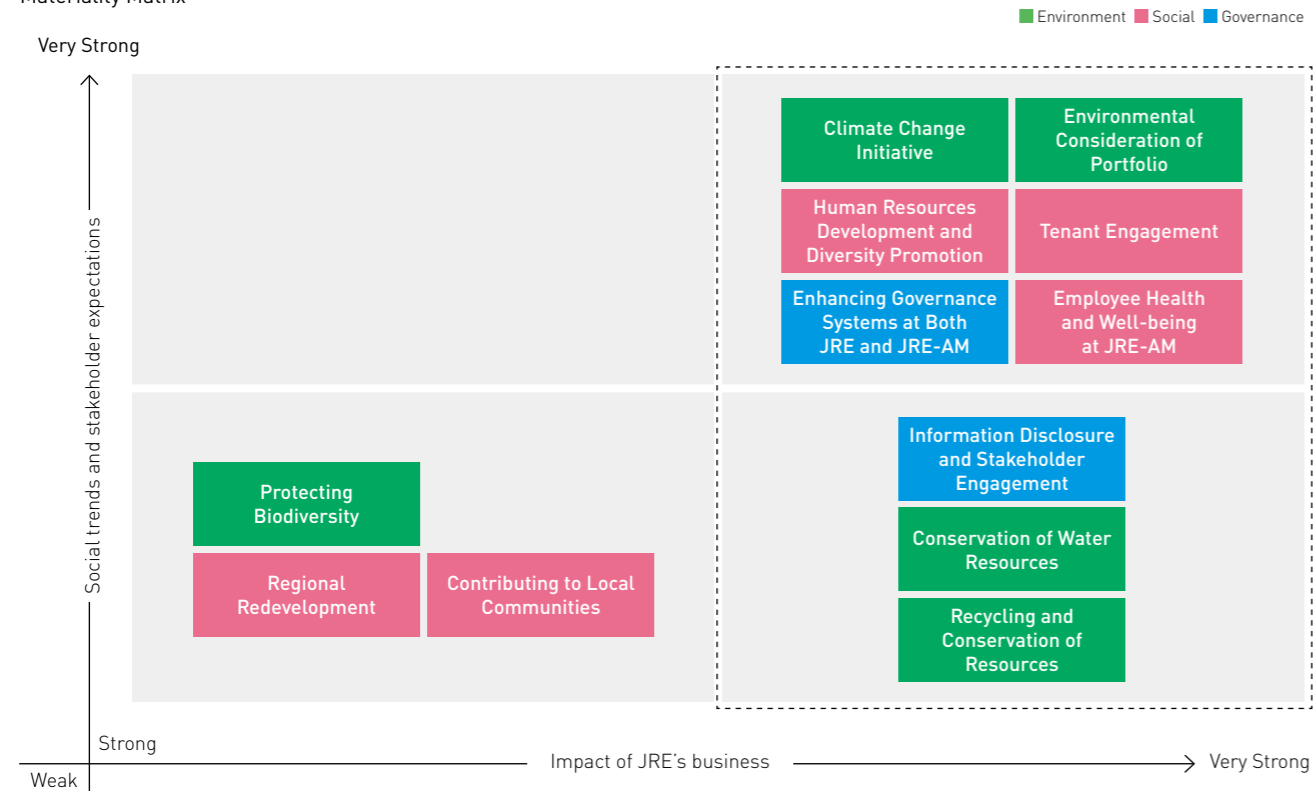 Materiality Matrix
Environment Social Governance
Very Strong
Social trends and stakeholder expectations
Climate Change
Initiative
Environmental
Consideration of
Portfolio
Human Resources
Development and
Diversity Promotion
Tenant Engagement
Enhancing Governance
Systems at Both
JRE and JRE-AM
Employee Health
and Well-being
at JRE-AM
Protecting
Biodiversity
Regional
Redevelopment
Contributing to Local
Communities
Information Disclosure
and Stakeholder
Engagement
Conservation of Water
Resources
Recycling and
Conservation of
Resources
Strong
Weak
Impact of JRE's business
Very Strong